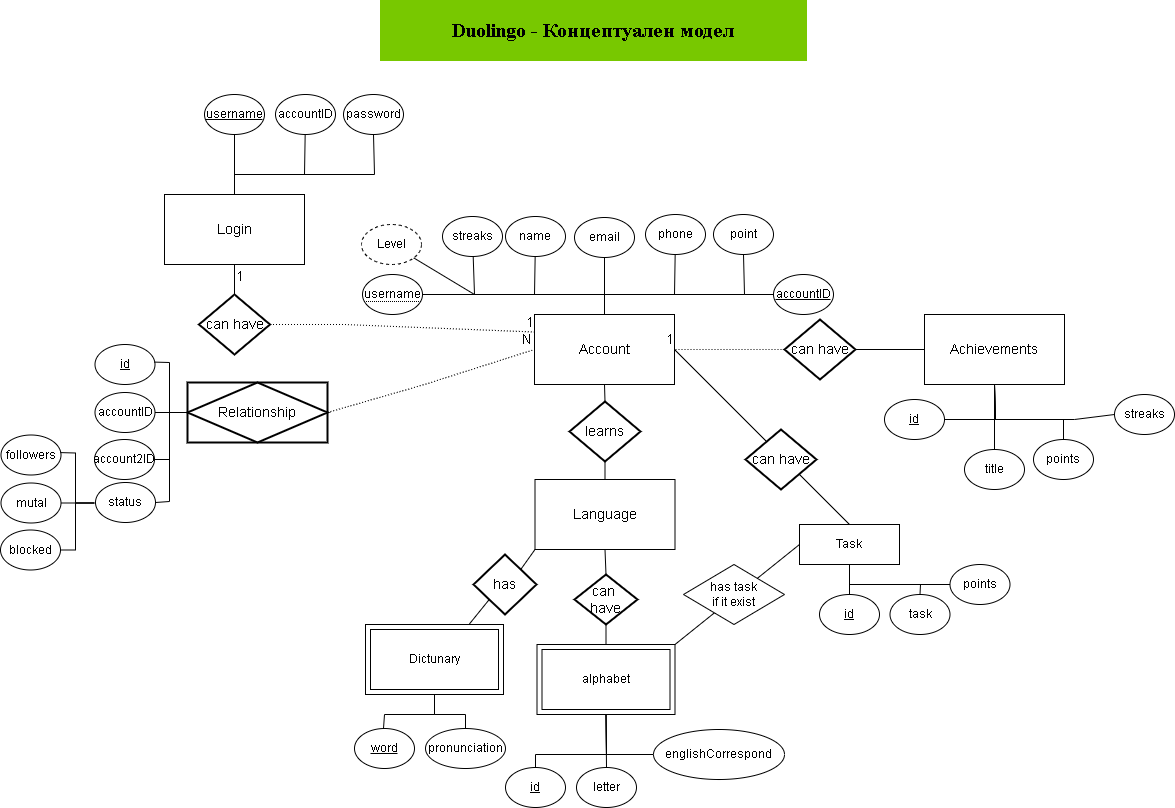 Duolingo - Концептуален модел
username
accountID
password
Login
1
can have
Level
streaks
name
email
phone
point
username
accountID
1
N
Account
1
can have
Achievements
id
title
points
streaks
id
accountID
account2ID
status
followers
mutal
blocked
Relationship
learns
can have
Language
Task
id
task
points
has
can
have
has task
if it exist
Dictunary
word
pronunciation
alphabet
id
letter
englishCorrespond